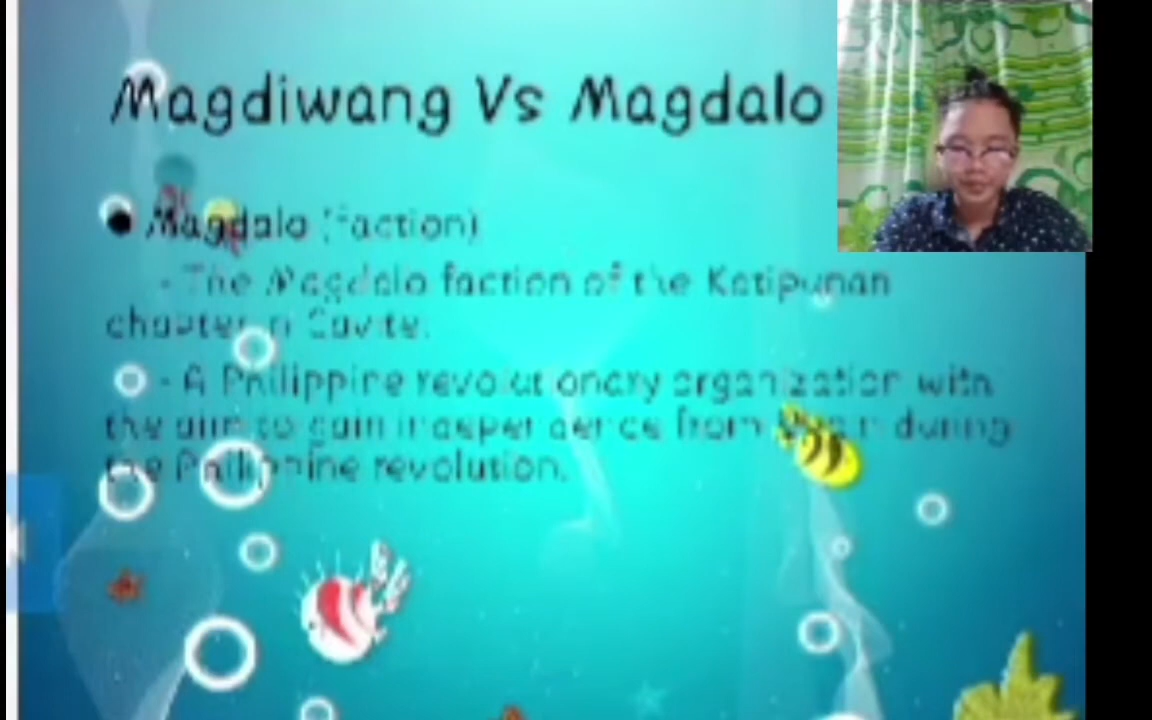 Magdiwang Vs Magdalo
● Magdalo (faction)
- The Magdalo faction of the Katipunan
chapter in Cavite.
- A Philippine revolutionary organization with
the aim to gain independence from Spain during
the Philippine revolution.